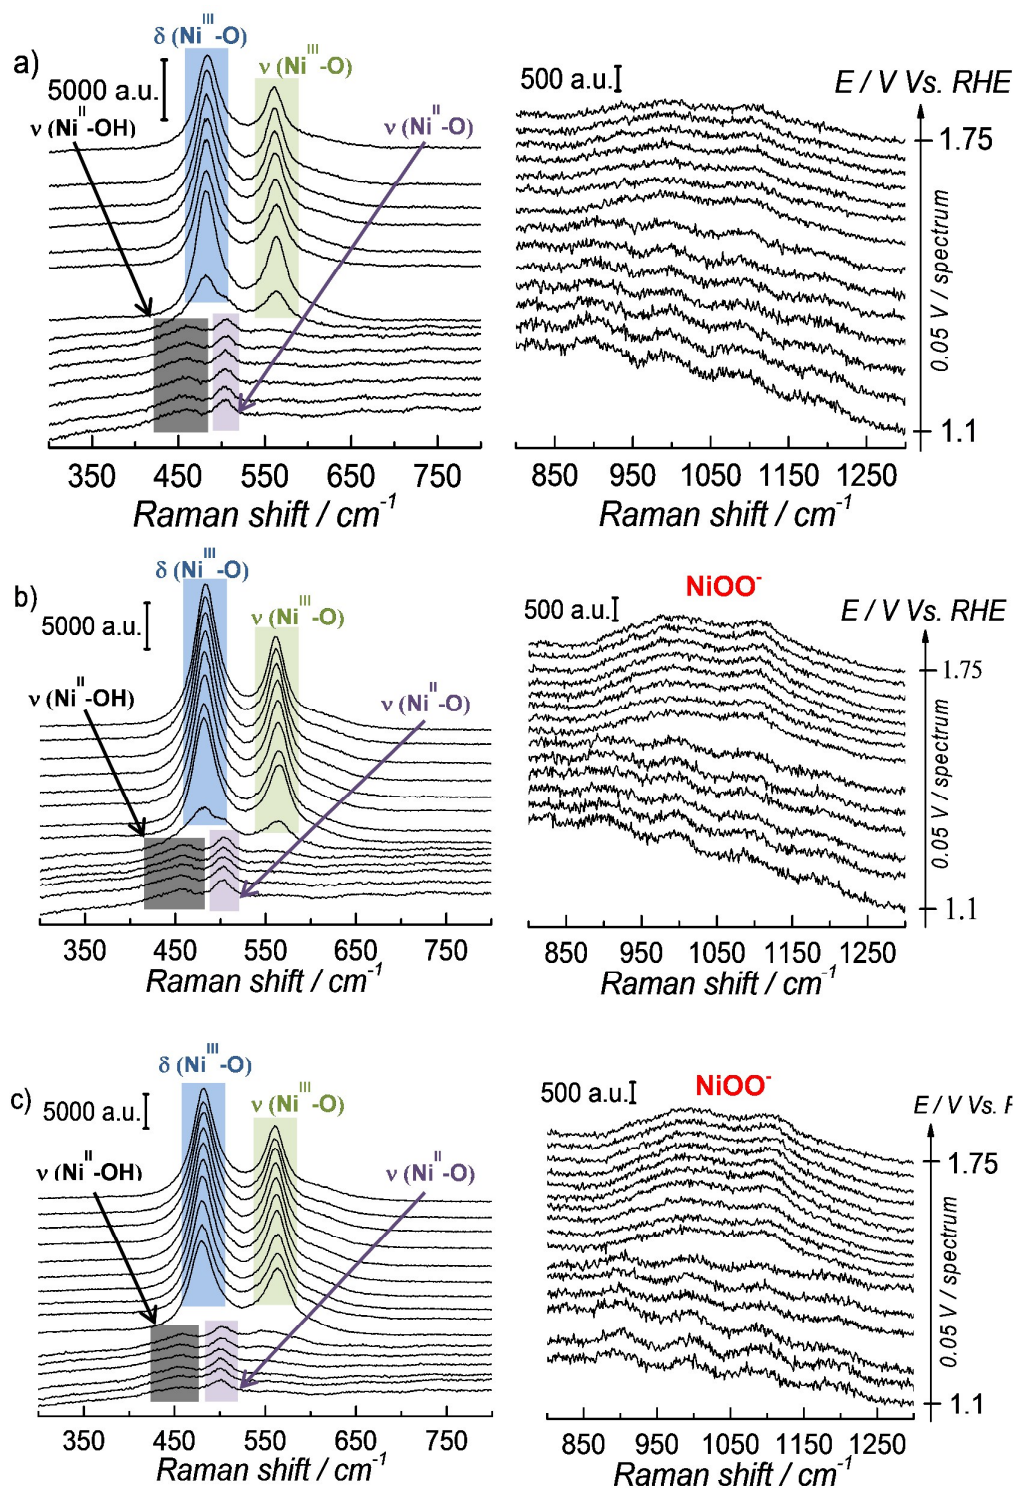 a)
δ (Ni^III-O)
ν (Ni^III-O)
5000 a.u.
ν (Ni^II-OH)
ν (Ni^II-O)
350 450 550 650 750
Raman shift / cm^-1
500 a.u.
E / V Vs. RHE
1.75
0.05 V / spectrum
1.1
850 950 1050 1150 1250
Raman shift / cm^-1
b)
δ (Ni^III-O)
ν (Ni^III-O)
5000 a.u.
ν (Ni^II-OH)
ν (Ni^II-O)
350 450 550 650 750
Raman shift / cm^-1
NiOO^-
500 a.u.
E / V Vs. RHE
1.75
0.05 V / spectrum
1.1
850 950 1050 1150 1250
Raman shift / cm^-1
c)
δ (Ni^III-O)
ν (Ni^III-O)
5000 a.u.
ν (Ni^II-OH)
ν (Ni^II-O)
350 450 550 650 750
Raman shift / cm^-1
NiOO^-
500 a.u.
E / V Vs.
1.75
0.05 V / spectrum
1.1
850 950 1050 1150 1250
Raman shift / cm^-1